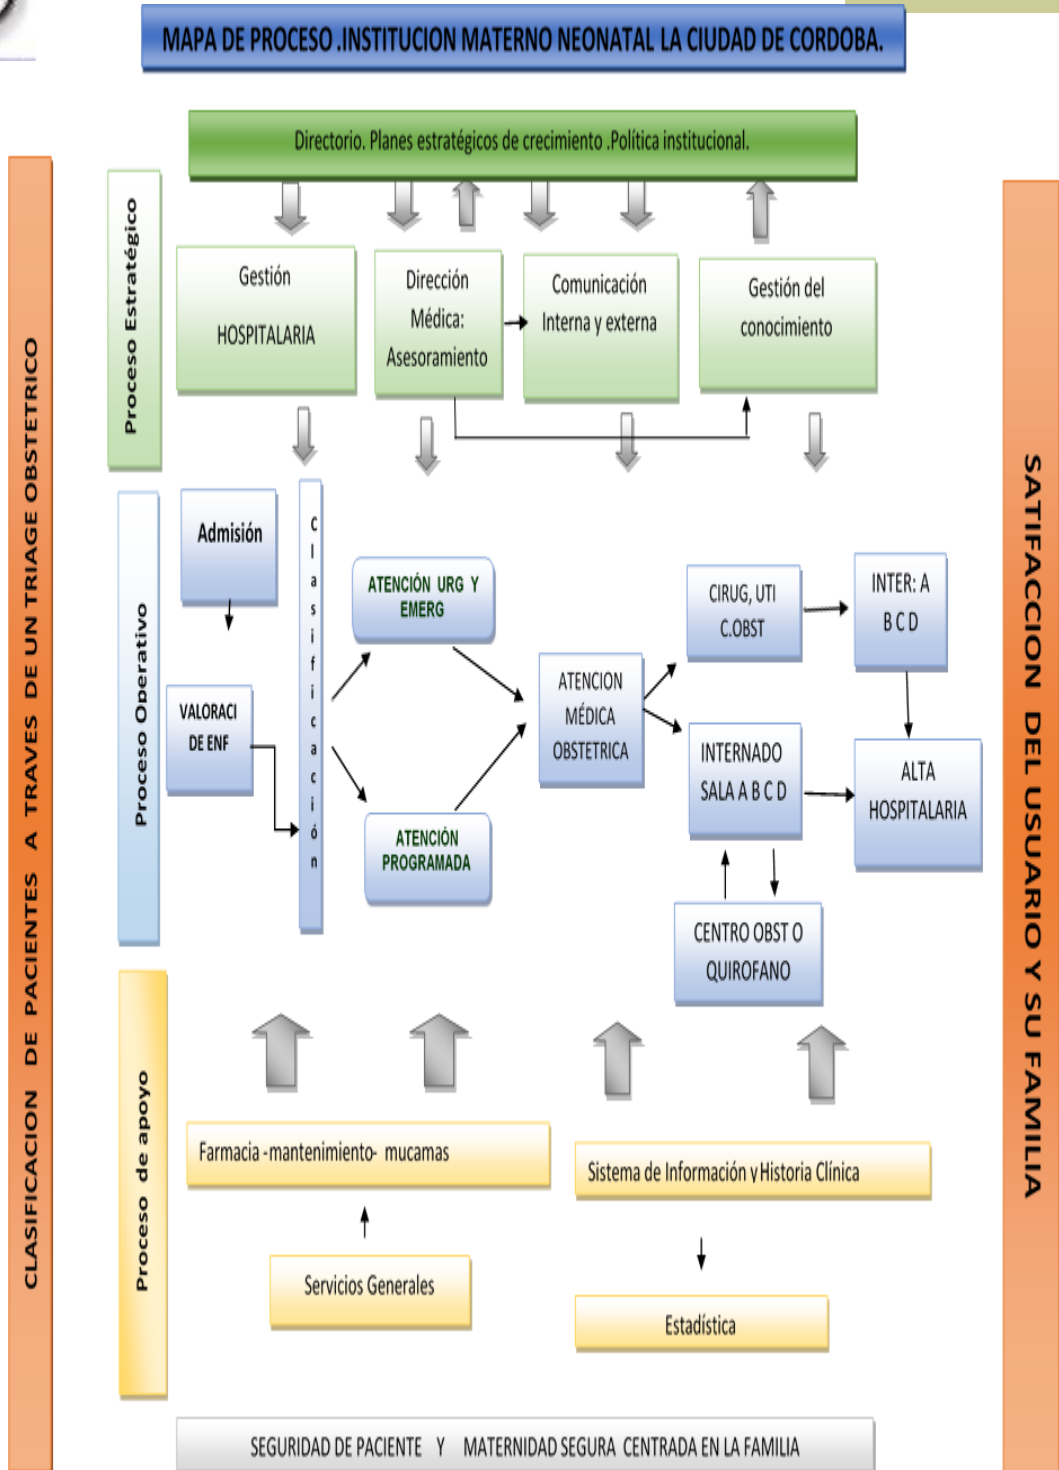 MAPA DE PROCESO .INSTITUCION MATERNO NEONATAL LA CIUDAD DE CORDOBA.
CLASIFICACION DE PACIENTES A TRAVES DE UN TRIAGE OBSTETRICO
Proceso Estratégico
Directorio. Planes estratégicos de crecimiento .Política institucional.
Gestión
HOSPITALARIA
Dirección
Médica:
Asesoramiento
Comunicación
Interna y externa
Gestión del
conocimiento
Proceso Operativo
Admisión
VALORACI
DE ENF
Clasificación
ATENCIÓN URG Y
EMERG
ATENCIÓN
PROGRAMADA
ATENCION
MÉDICA
OBSTETRICA
CIRUG, UTI
C.OBST
INTER: A
B C D
INTERNADO
SALA A B C D
ALTA
HOSPITALARIA
CENTRO OBST O
QUIROFANO
Proceso de apoyo
Farmacia -mantenimiento- mucamas
Sistema de Información y Historia Clínica
Servicios Generales
Estadística
SEGURIDAD DE PACIENTE Y MATERNIDAD SEGURA CENTRADA EN LA FAMILIA
SATIFACCION DEL USUARIO Y SU FAMILIA